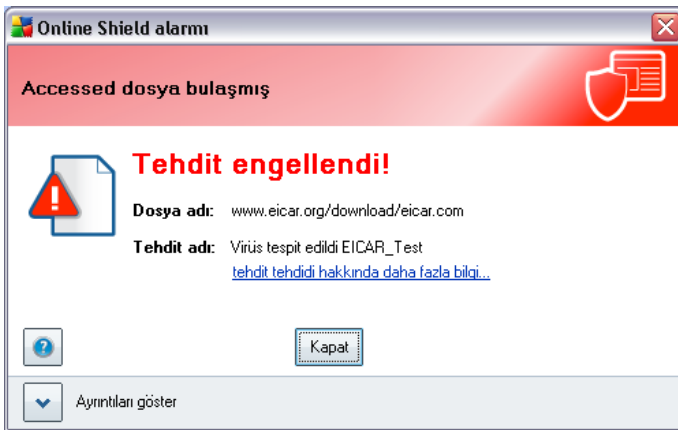 Online Shield alarmı
Accessed dosya bulaşmış
Tehdit engellendi!
Dosya adı: www.eicar.org/download/eicar.com
Tehdit adı: Virüs tespit edildi EICAR_Test
tehdit tehdidi hakkında daha fazla bilgi...
Kapat
Ayrıntıları göster